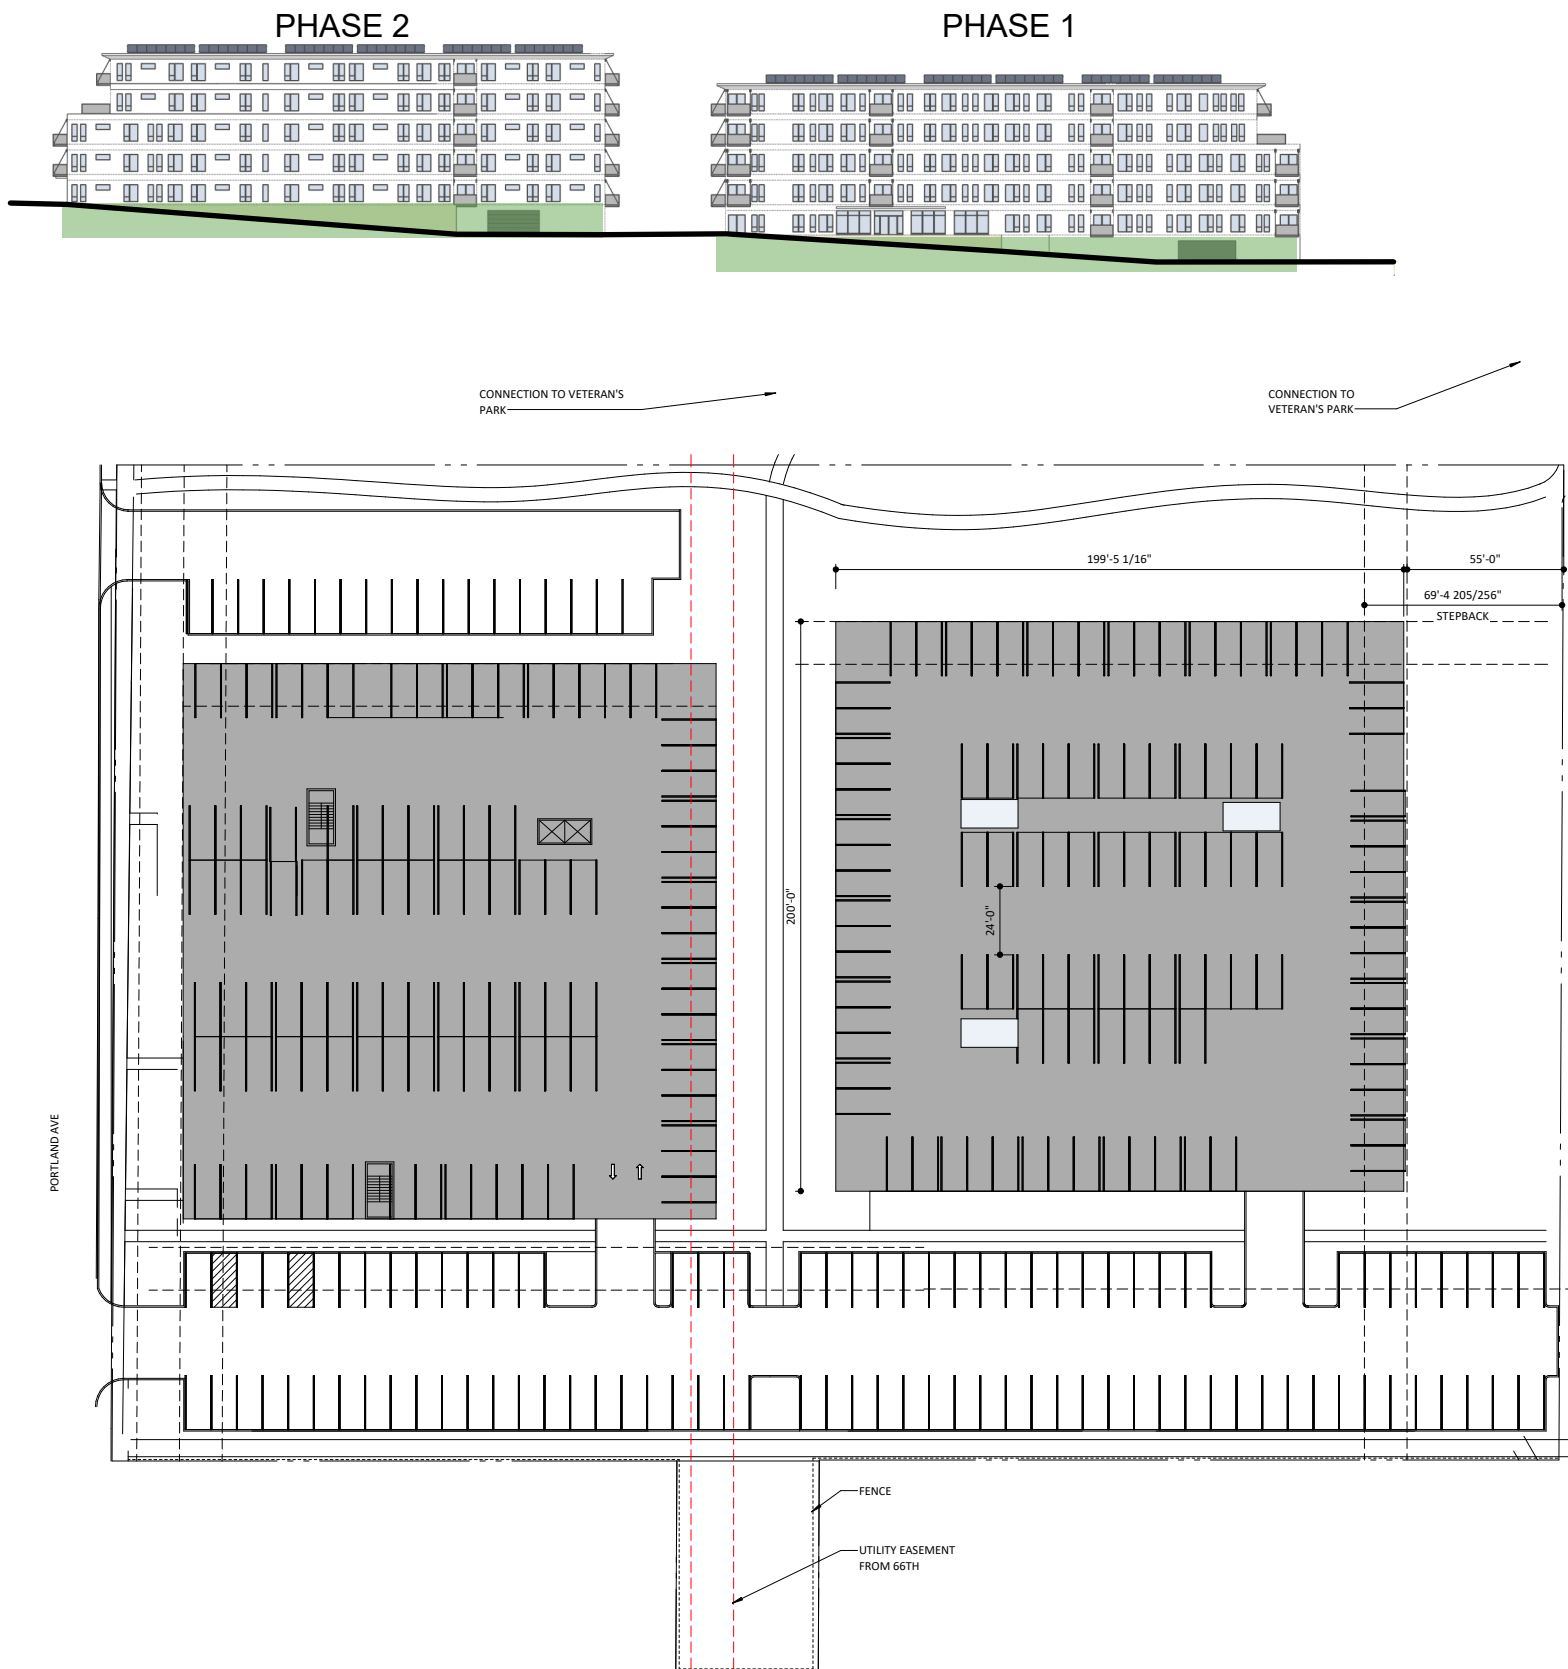 PHASE 2
PHASE 1
CONNECTION TO VETERAN'S
PARK
CONNECTION TO
VETERAN'S PARK
199'-5 1/16"
55'-0"
69'-4 205/256"
STEPBACK
200'-0"
24'-0"
PORTLAND AVE
FENCE
UTILITY EASEMENT
FROM 66TH